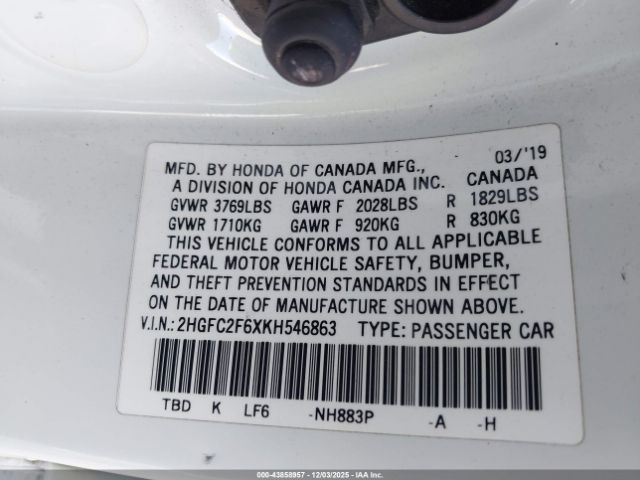 MFD. BY HONDA OF CANADA MFG., 03/'19
A DIVISION OF HONDA CANADA INC. CANADA
GVWR 3769LBS GAWR F 2028LBS R 1829LBS
GVWR 1710KG GAWR F 920KG R 830KG
THIS VEHICLE CONFORMS TO ALL APPLICABLE
FEDERAL MOTOR VEHICLE SAFETY, BUMPER,
AND THEFT PREVENTION STANDARDS IN EFFECT
ON THE DATE OF MANUFACTURE SHOWN ABOVE.
V.I.N.: 2HGFC2F6XKH546863 TYPE: PASSENGER CAR
TBD K LF6 -NH883P -A -H
000-43858957 - 12/03/2025 - IAAI.COM